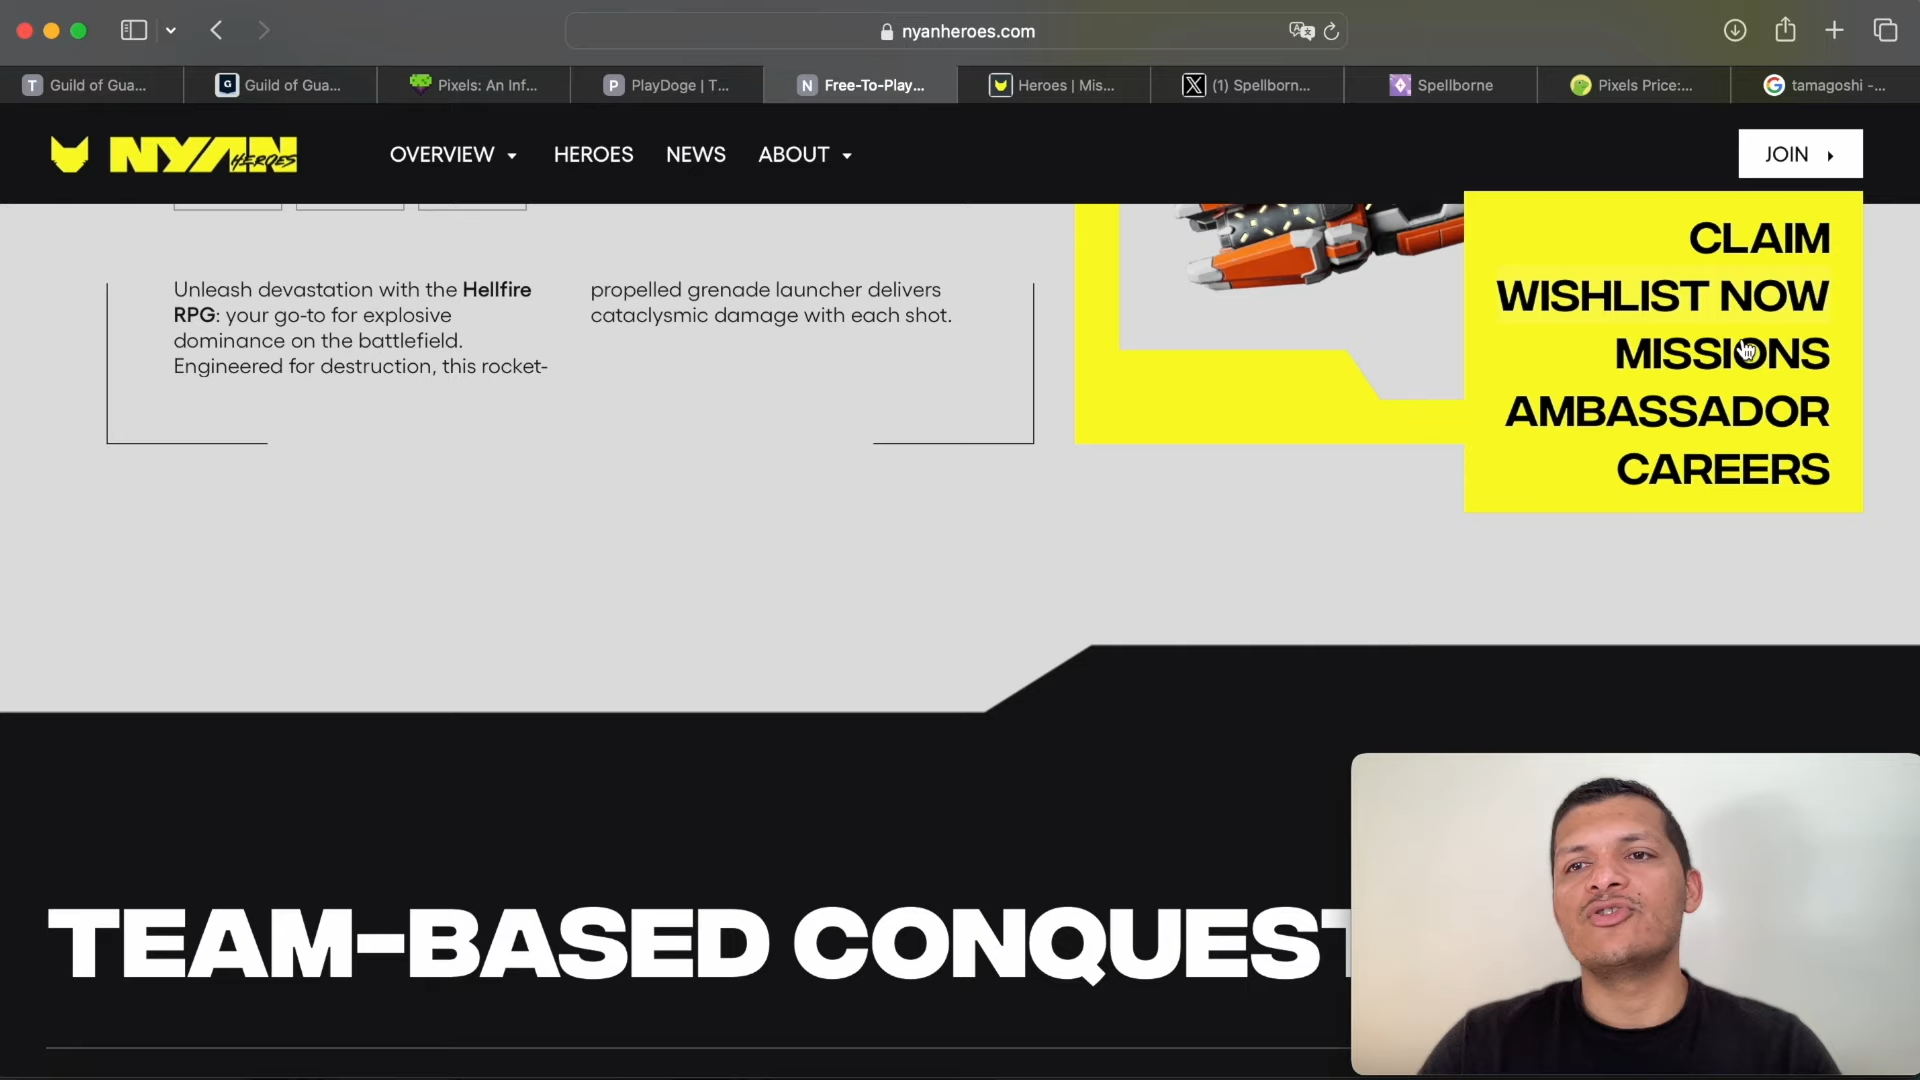 nyanheroes.com
Guild of Gua...
Guild of Gua...
Pixels: An Inf...
PlayDoge | T...
Free-To-Play...
Heroes | Mis...
(1) Spellborn...
Spellborne
Pixels Price:...
tamagoshi -...
NYAN HEROES
OVERVIEW
HEROES
NEWS
ABOUT
JOIN
CLAIM
WISHLIST NOW
MISSIONS
AMBASSADOR
CAREERS
Unleash devastation with the Hellfire
RPG: your go-to for explosive
dominance on the battlefield.
Engineered for destruction, this rocket-
propelled grenade launcher delivers
cataclysmic damage with each shot.
TEAM-BASED CONQUEST